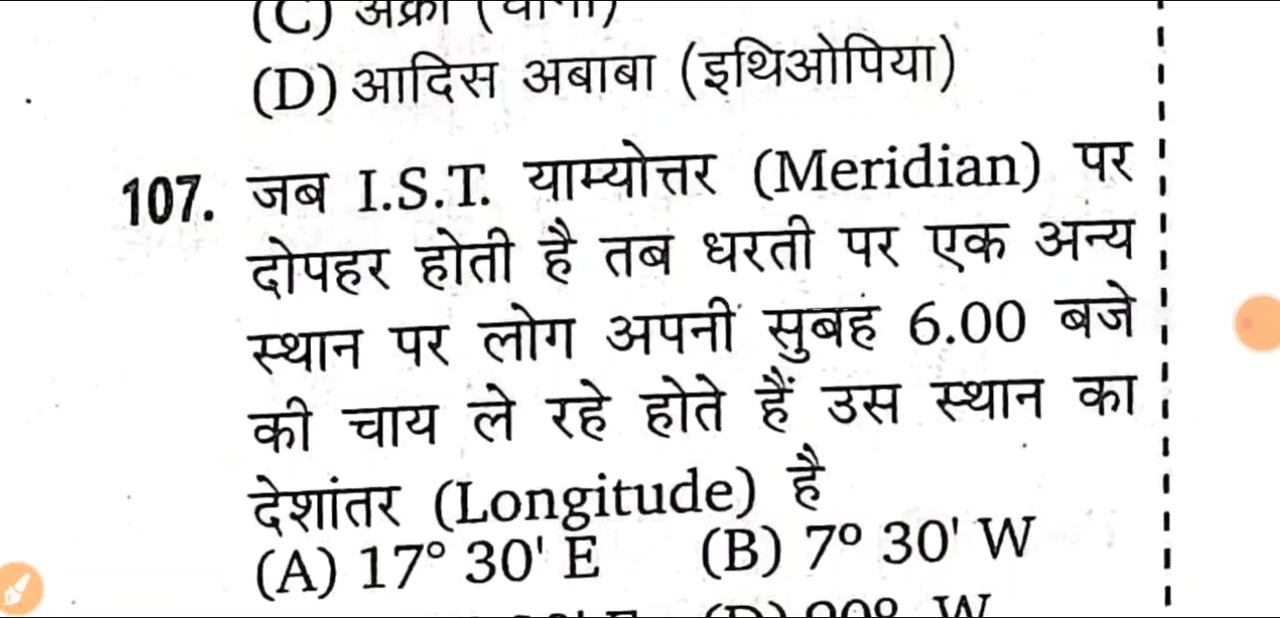 (C) अक्रा (घाना)
(D) आदिस अबाबा (इथिओपिया)
107. जब I.S.T. याम्योत्तर (Meridian) पर
दोपहर होती है तब धरती पर एक अन्य
स्थान पर लोग अपनी सुबह 6.00 बजे
की चाय ले रहे होते हैं उस स्थान का
देशांतर (Longitude) है
(A) 17° 30' E (B) 7° 30' W
(D) W